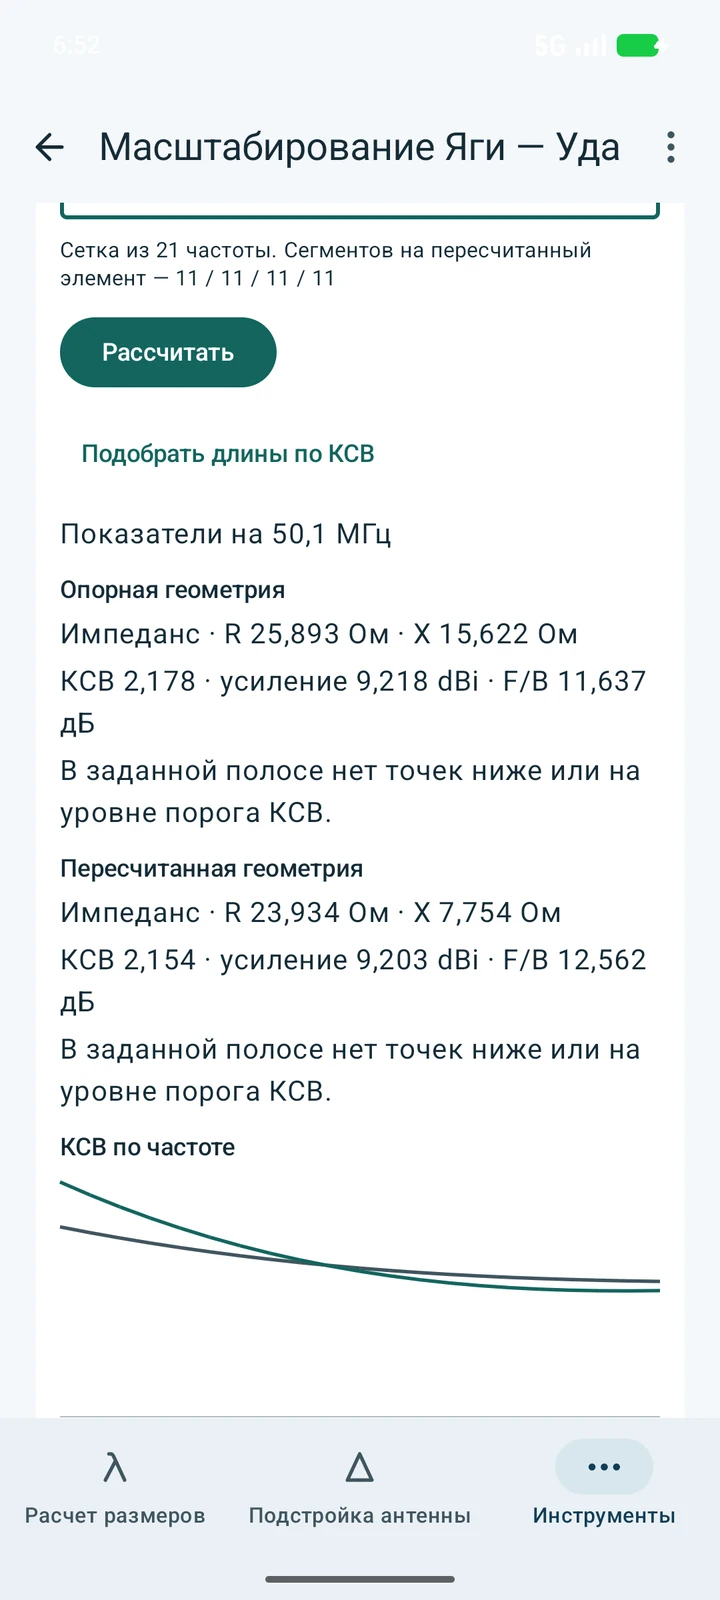 6:52
5G
Масштабирование Яги — Уда
Сетка из 21 частоты. Сегментов на пересчитанный
элемент — 11 / 11 / 11 / 11
Рассчитать
Подобрать длины по КСВ
Показатели на 50,1 МГц
Опорная геометрия
Импеданс · R 25,893 Ом · X 15,622 Ом
КСВ 2,178 · усиление 9,218 dBi · F/B 11,637
дБ
В заданной полосе нет точек ниже или на
уровне порога КСВ.
Пересчитанная геометрия
Импеданс · R 23,934 Ом · X 7,754 Ом
КСВ 2,154 · усиление 9,203 dBi · F/B 12,562
дБ
В заданной полосе нет точек ниже или на
уровне порога КСВ.
КСВ по частоте
λ
Расчет размеров
Подстройка антенны
Инструменты